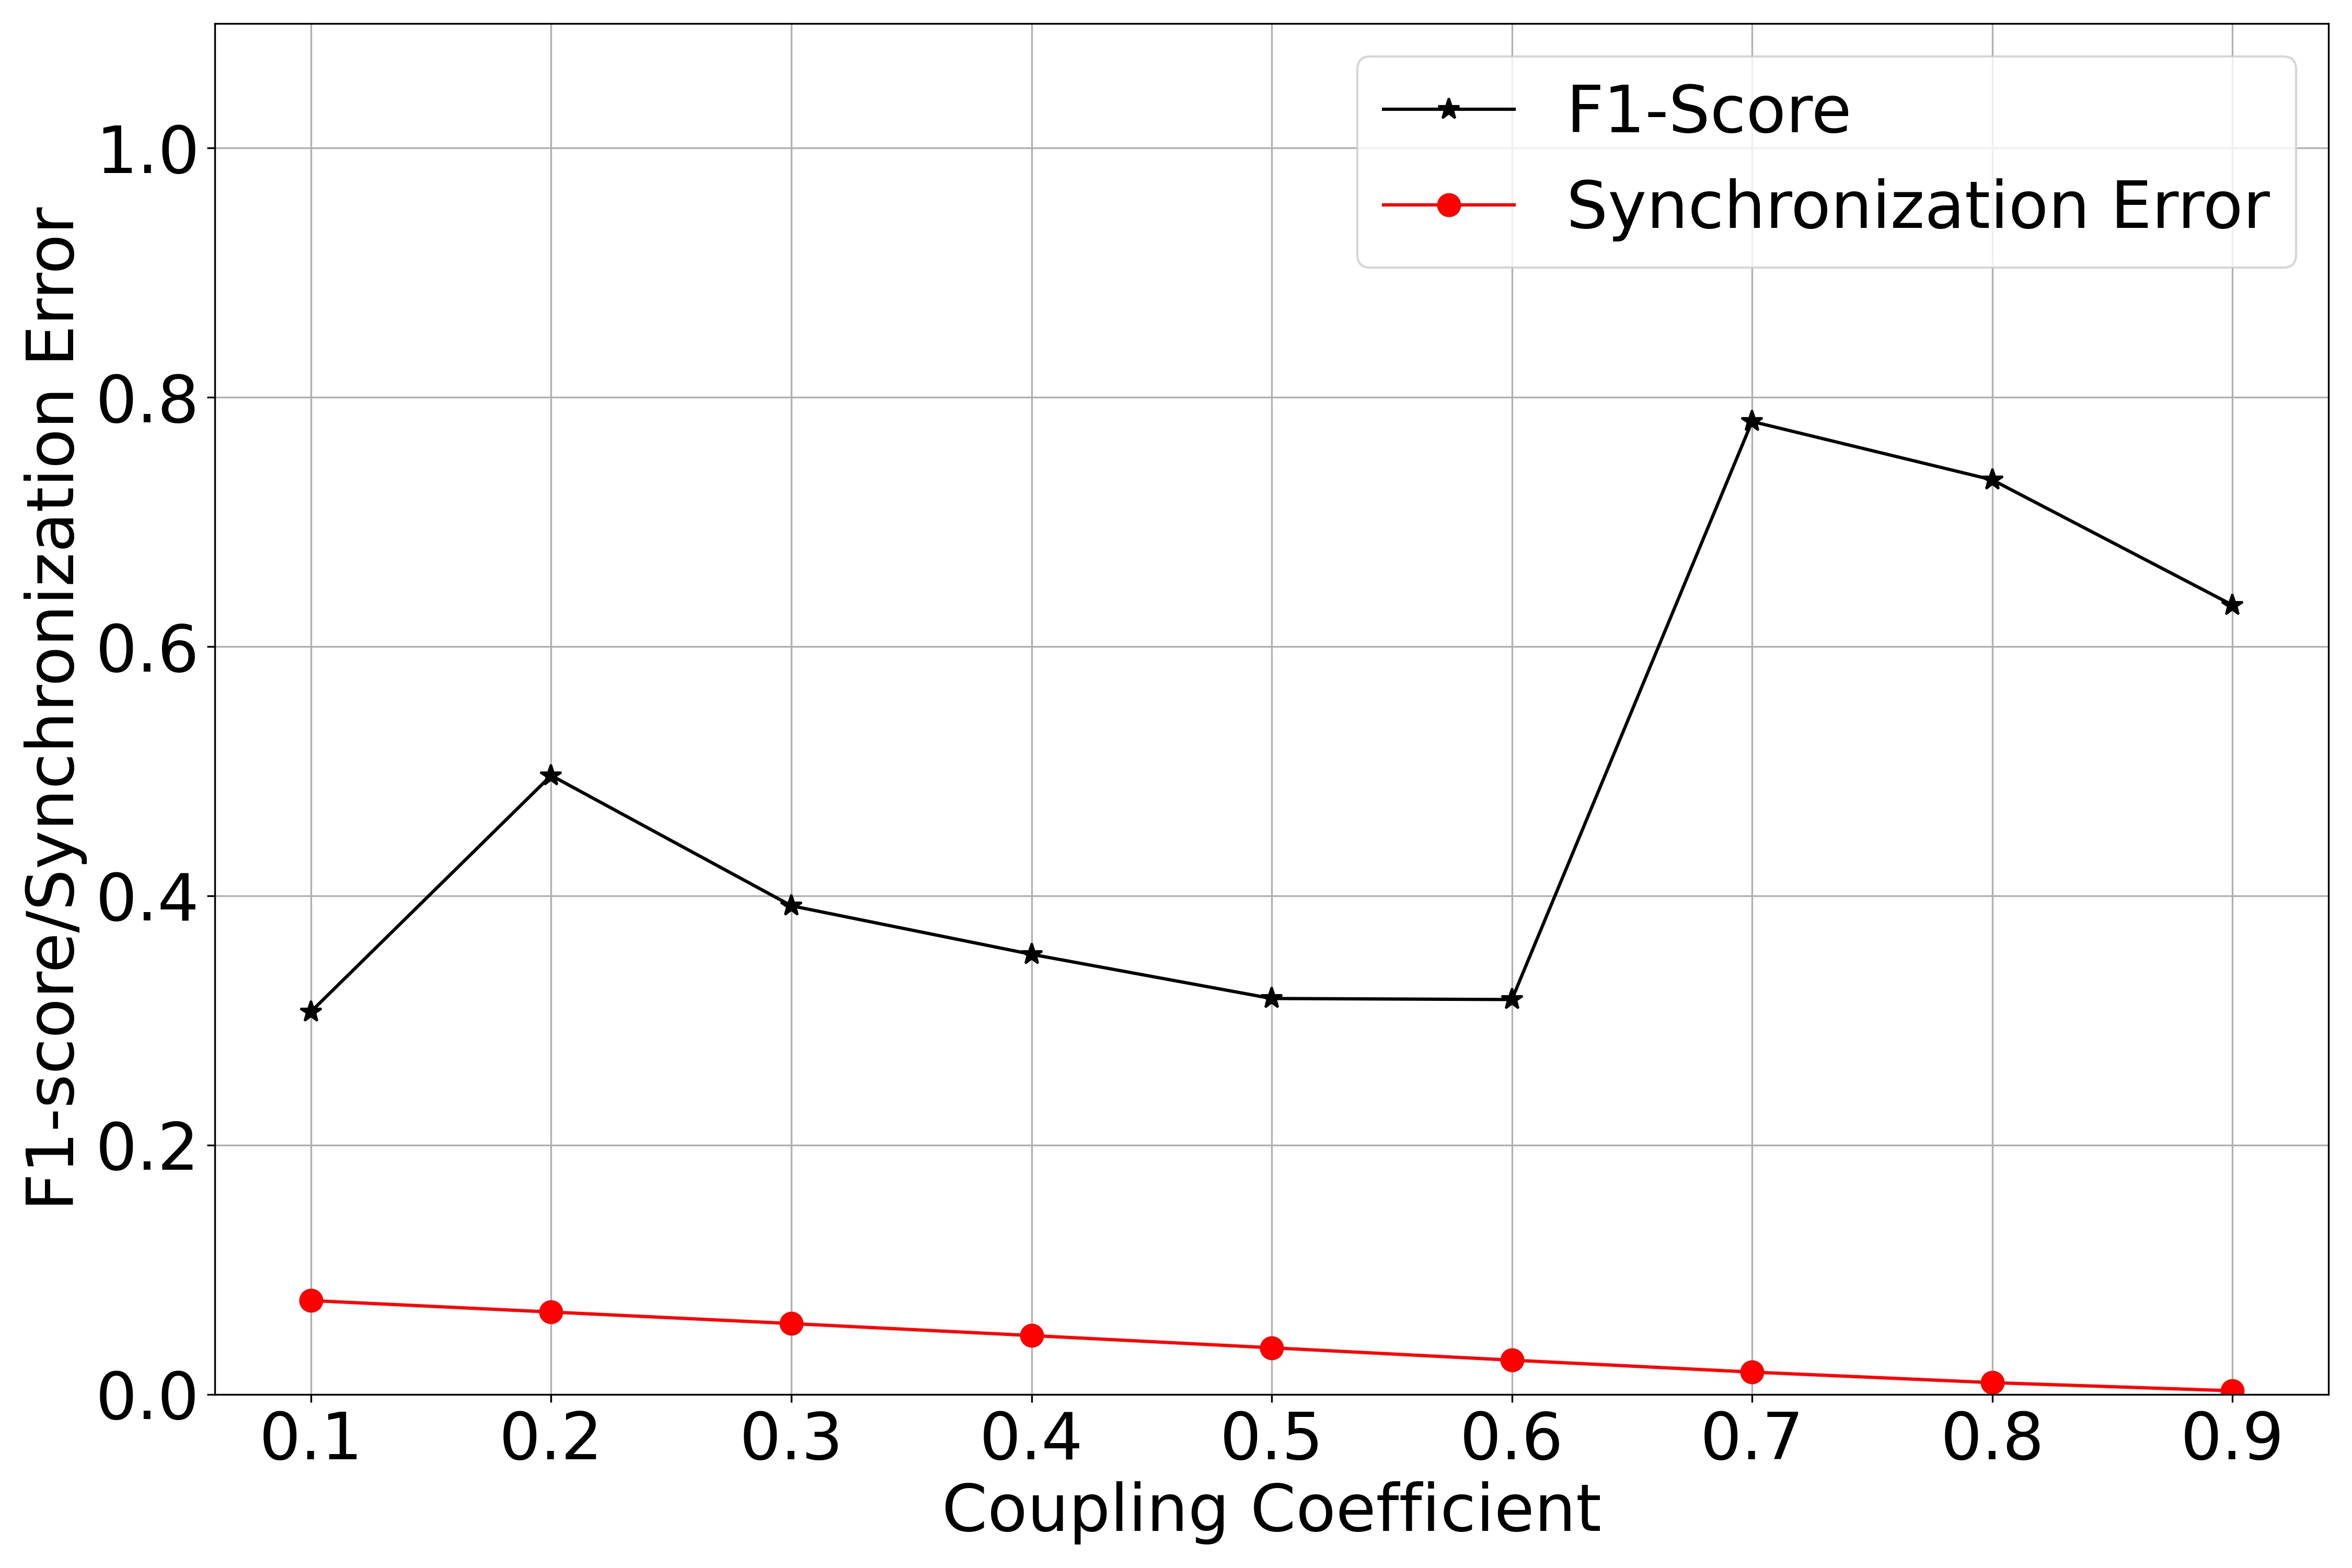 F1-Score
Synchronization Error
F1-score/Synchronization Error
1.0
0.8
0.6
0.4
0.2
0.0
0.1 0.2 0.3 0.4 0.5 0.6 0.7 0.8 0.9
Coupling Coefficient